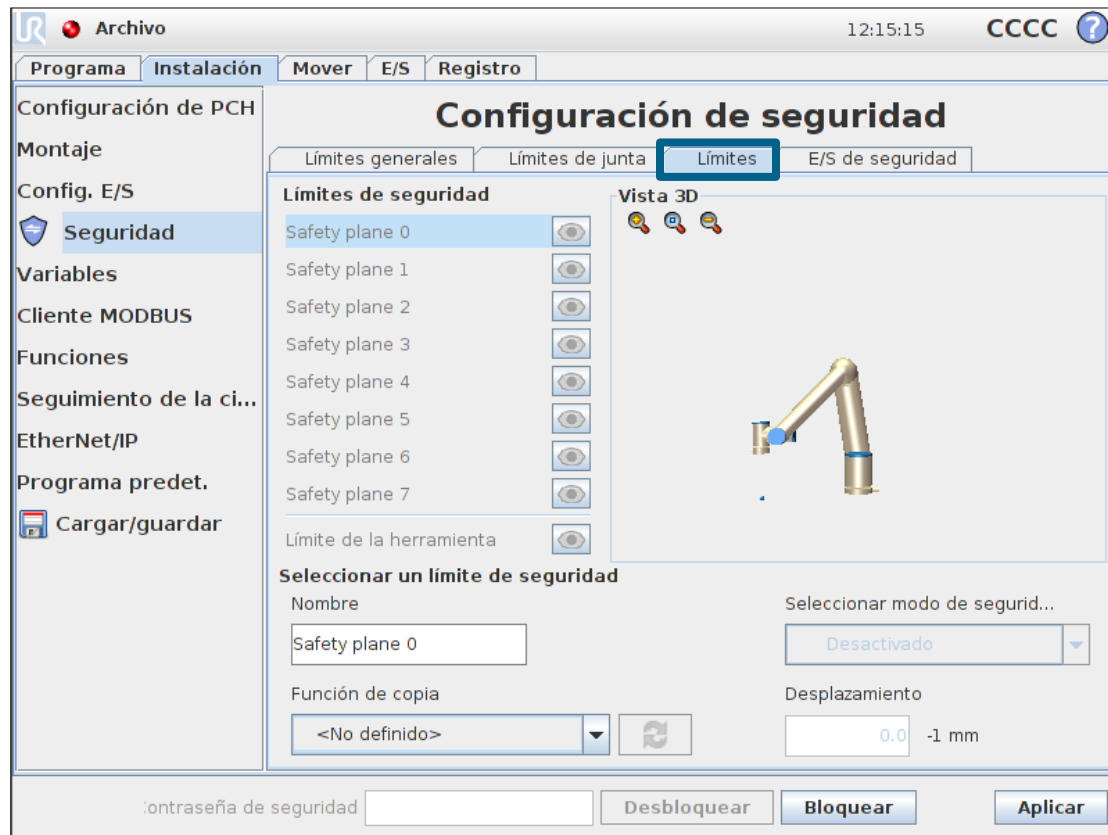 UR Archivo 12:15:15 CCCC ?
Programa Instalación Mover E/S Registro
Configuración de PCH
Montaje
Config. E/S
Seguridad
Variables
Cliente MODBUS
Funciones
Seguimiento de la ci...
EtherNet/IP
Programa predet.
Cargar/guardar
Configuración de seguridad
Límites generales Límites de junta Límites E/S de seguridad
Límites de seguridad
Safety plane 0
Safety plane 1
Safety plane 2
Safety plane 3
Safety plane 4
Safety plane 5
Safety plane 6
Safety plane 7
Límite de la herramienta
Vista 3D
Seleccionar un límite de seguridad
Nombre
Safety plane 0
Seleccionar modo de segurid...
Desactivado
Función de copia
<No definido>
Desplazamiento
0.0 -1 mm
:ontraseña de seguridad Desbloquear Bloquear Aplicar